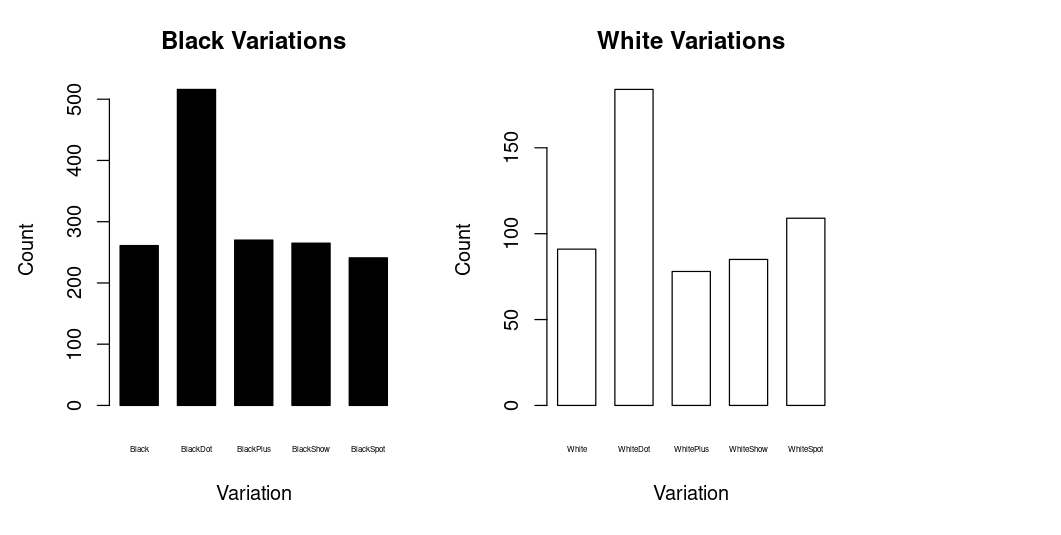 Black Variations
500
400
300
200
100
0
Count
Black BlackDot BlackPlus BlackShow BlackSpot
Variation
White Variations
150
100
50
0
Count
White WhiteDot WhitePlus WhiteShow WhiteSpot
Variation